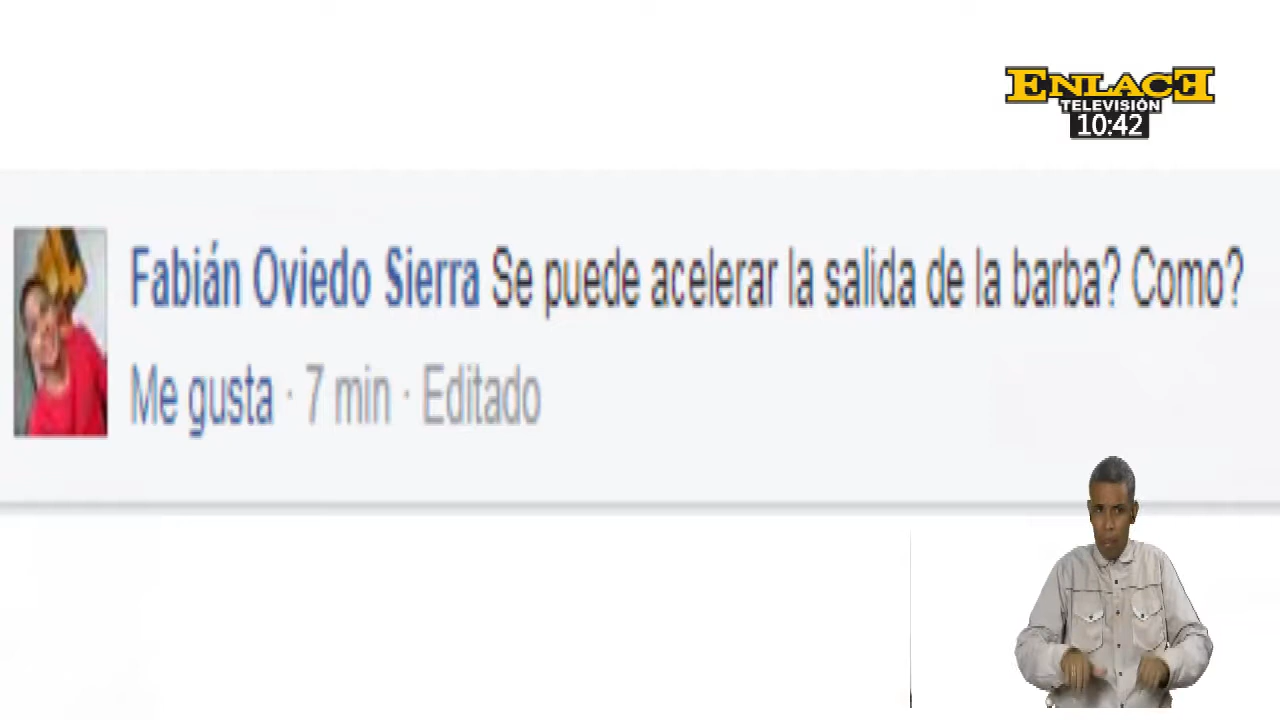 ENLACE
TELEVISIÓN
10:42
Fabián Oviedo Sierra Se puede acelerar la salida de la barba? Como?
Me gusta · 7 min · Editado